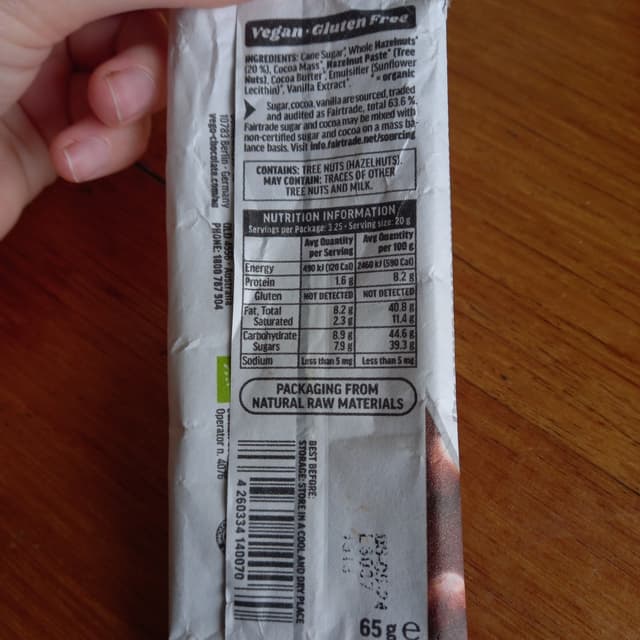 Vegan · Gluten Free
INGREDIENTS: Cane Sugar, Whole Hazelnuts
(20 %), Cocoa Mass, Hazelnut Paste (Tree
Nuts), Cocoa Butter, Emulsifier (Sunflower
Lecithin), Vanilla Extract · organic
Sugar, cocoa, vanilla are sourced, traded
and audited as Fairtrade, total 63.6 %.
Fairtrade sugar and cocoa may be mixed with
non-certified sugar and cocoa on a mass ba-
lance basis. Visit info.fairtrade.net/sourcing
CONTAINS: TREE NUTS (HAZELNUTS).
MAY CONTAIN: TRACES OF OTHER
TREE NUTS AND MILK.
NUTRITION INFORMATION
Servings per Package: 3.25 - Serving size: 20 g
Avg Quantity per Serving Avg Quantity per 100 g
Energy 490 kJ (120 Cal) 2460 kJ (590 Cal)
Protein 1.6 g 8.2 g
Gluten NOT DETECTED NOT DETECTED
Fat, Total 8.2 g 40.8 g
Saturated 2.3 g 11.4 g
Carbohydrate 8.9 g 44.6 g
Sugars 7.9 g 39.3 g
Sodium Less than 5 mg Less than 5 mg
PACKAGING FROM
NATURAL RAW MATERIALS
BEST BEFORE:
STORAGE: STORE IN A COOL AND DRY PLACE
4 260334 140070
65 g e
10783 Berlin · Germany
PHONE: 1800 787 504
Operator n. 4076